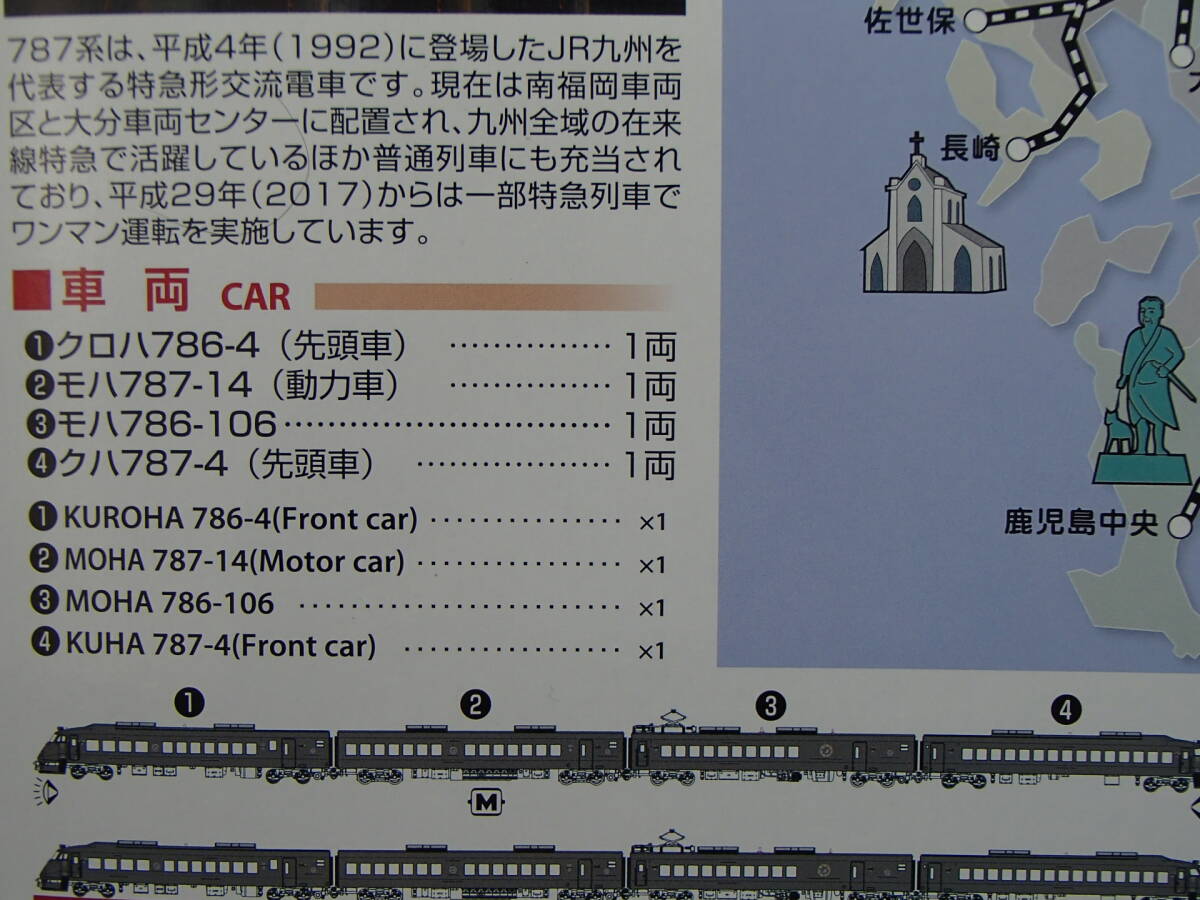 787系は、平成4年(1992)に登場したJR九州を
代表する特急形交流電車です。現在は南福岡車両
区と大分車両センターに配置され、九州全域の在来
線特急で活躍しているほか普通列車にも充当され
ており、平成29年(2017)からは一部特急列車で
ワンマン運転を実施しています。
■車 両 CAR
❶クロハ786-4（先頭車） ……………1両
❷モハ787-14（動力車） ……………1両
❸モハ786-106…………………………1両
❹クハ787-4（先頭車） ………………1両
❶ KUROHA 786-4(Front car) ················ ×1
❷ MOHA 787-14(Motor car) ················· ×1
❸ MOHA 786-106 ··························· ×1
❹ KUHA 787-4(Front car) ·················· ×1
❶ ❷ ❸ ❹
M
佐世保
長崎
鹿児島中央